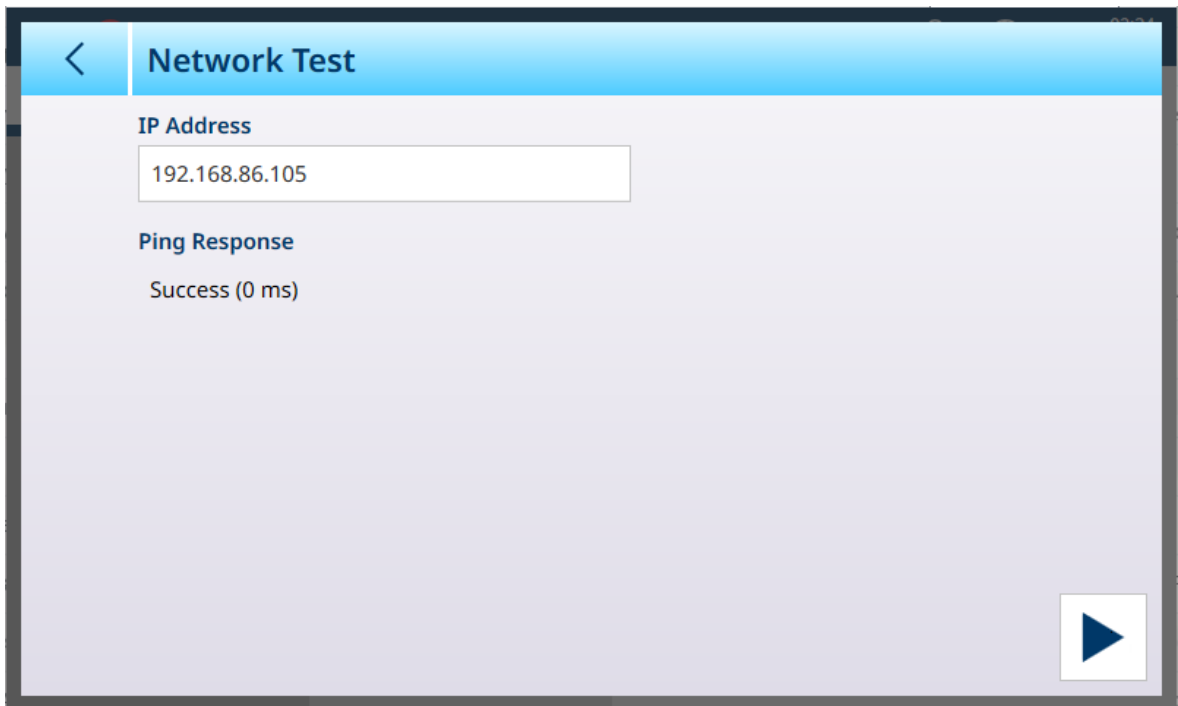 Network Test
IP Address
192.168.86.105
Ping Response
Success (0 ms)